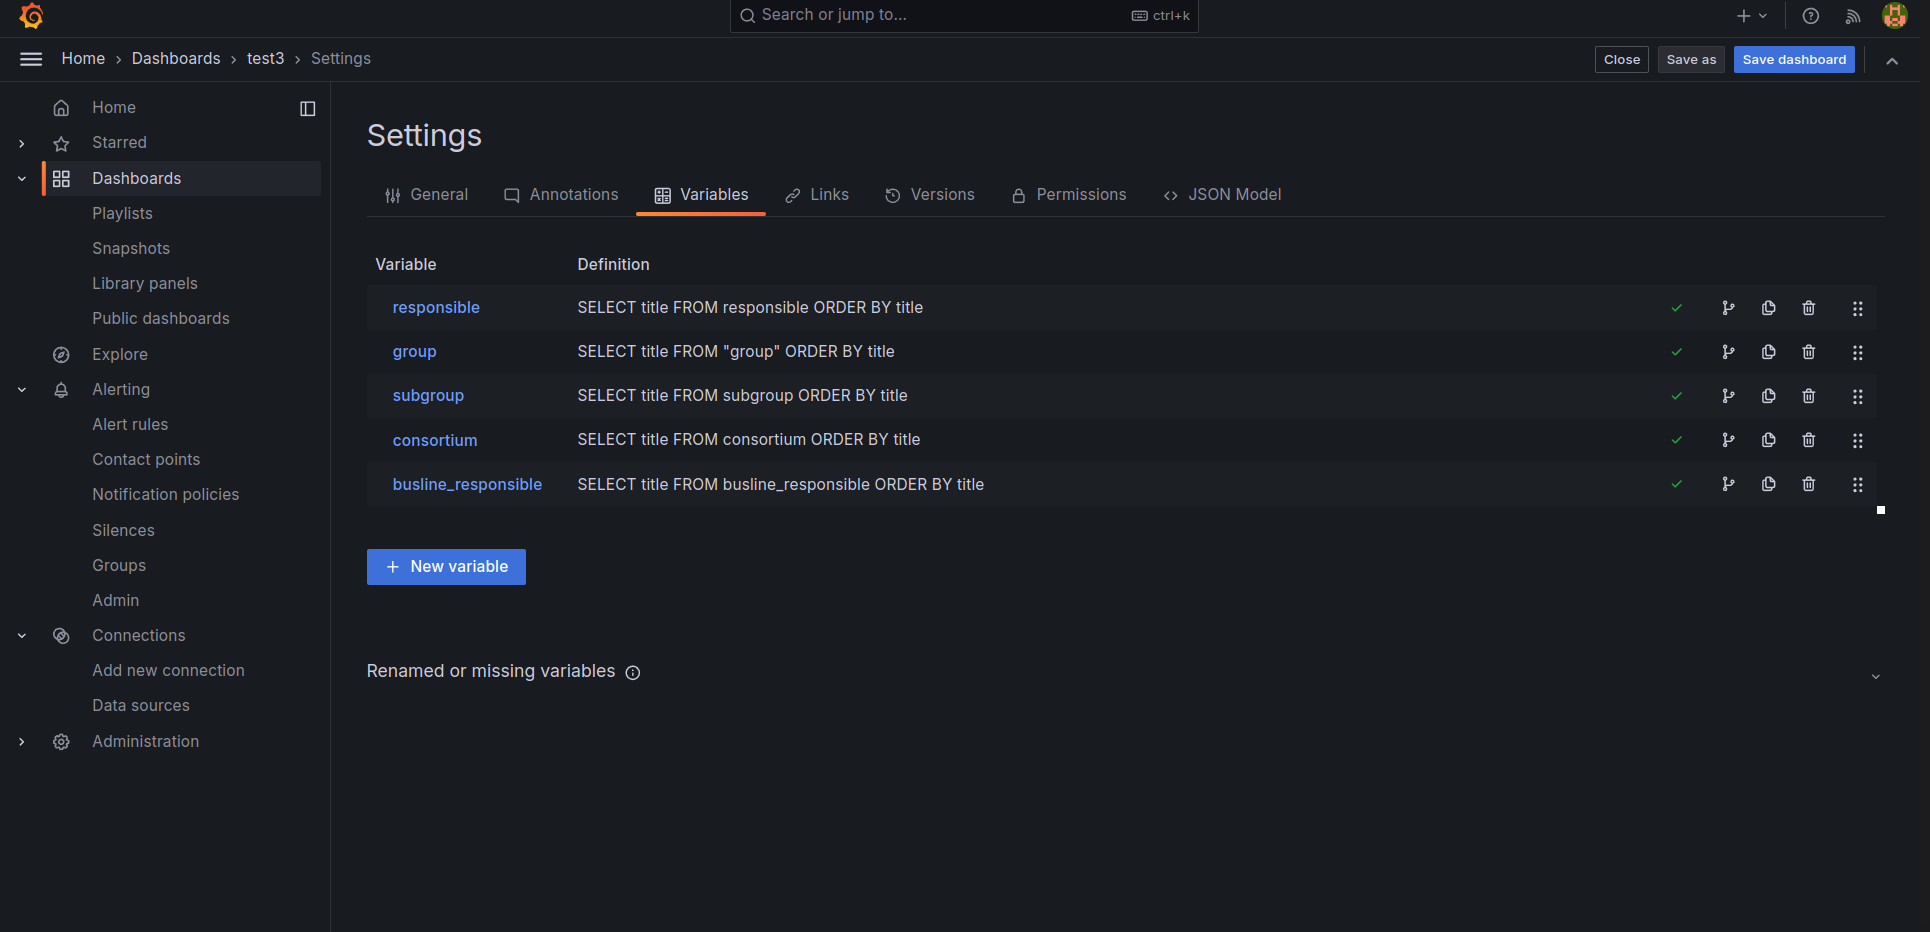 Search or jump to...
ctrl+k
Home › Dashboards › test3 › Settings
Close
Save as
Save dashboard
Home
Starred
Dashboards
Playlists
Snapshots
Library panels
Public dashboards
Explore
Alerting
Alert rules
Contact points
Notification policies
Silences
Groups
Admin
Connections
Add new connection
Data sources
Administration
Settings
General
Annotations
Variables
Links
Versions
Permissions
JSON Model
Variable Definition
responsible SELECT title FROM responsible ORDER BY title
group SELECT title FROM "group" ORDER BY title
subgroup SELECT title FROM subgroup ORDER BY title
consortium SELECT title FROM consortium ORDER BY title
busline_responsible SELECT title FROM busline_responsible ORDER BY title
+ New variable
Renamed or missing variables